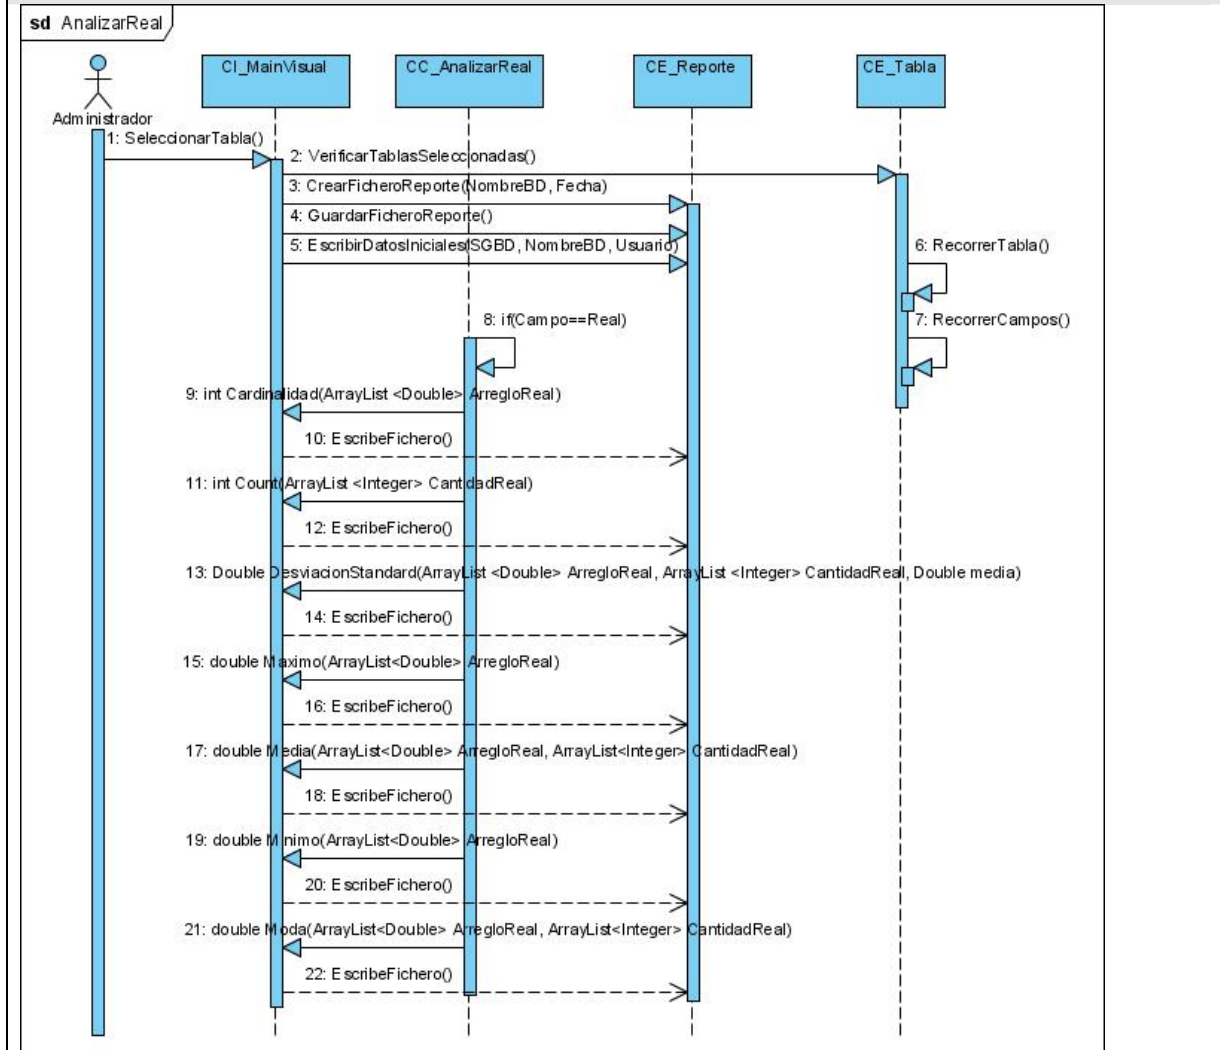 sd AnalizarReal
CI_MainVisual
CC_AnalizarReal
CE_Reporte
CE_Tabla
Administrador
1: SeleccionarTabla()
2: VerificarTablasSeleccionadas()
3: CrearFicheroReporte(NombreBD, Fecha)
4: GuardarFicheroReporte()
5: EscribirDatosIniciales(SGBD, NombreBD, Usuario)
6: RecorrerTabla()
7: RecorrerCampos()
8: if(Campo==Real)
9: int Cardinalidad(ArrayList <Double> ArregloReal)
10: EscribeFichero()
11: int Count(ArrayList <Integer> CantidadReal)
12: EscribeFichero()
13: Double DesviacionStandard(ArrayList <Double> ArregloReal, ArrayList <Integer> CantidadReal, Double media)
14: EscribeFichero()
15: double Maximo(ArrayList<Double> ArregloReal)
16: EscribeFichero()
17: double Media(ArrayList<Double> ArregloReal, ArrayList<Integer> CantidadReal)
18: EscribeFichero()
19: double Minimo(ArrayList<Double> ArregloReal)
20: EscribeFichero()
21: double Moda(ArrayList<Double> ArregloReal, ArrayList<Integer> CantidadReal)
22: EscribeFichero()